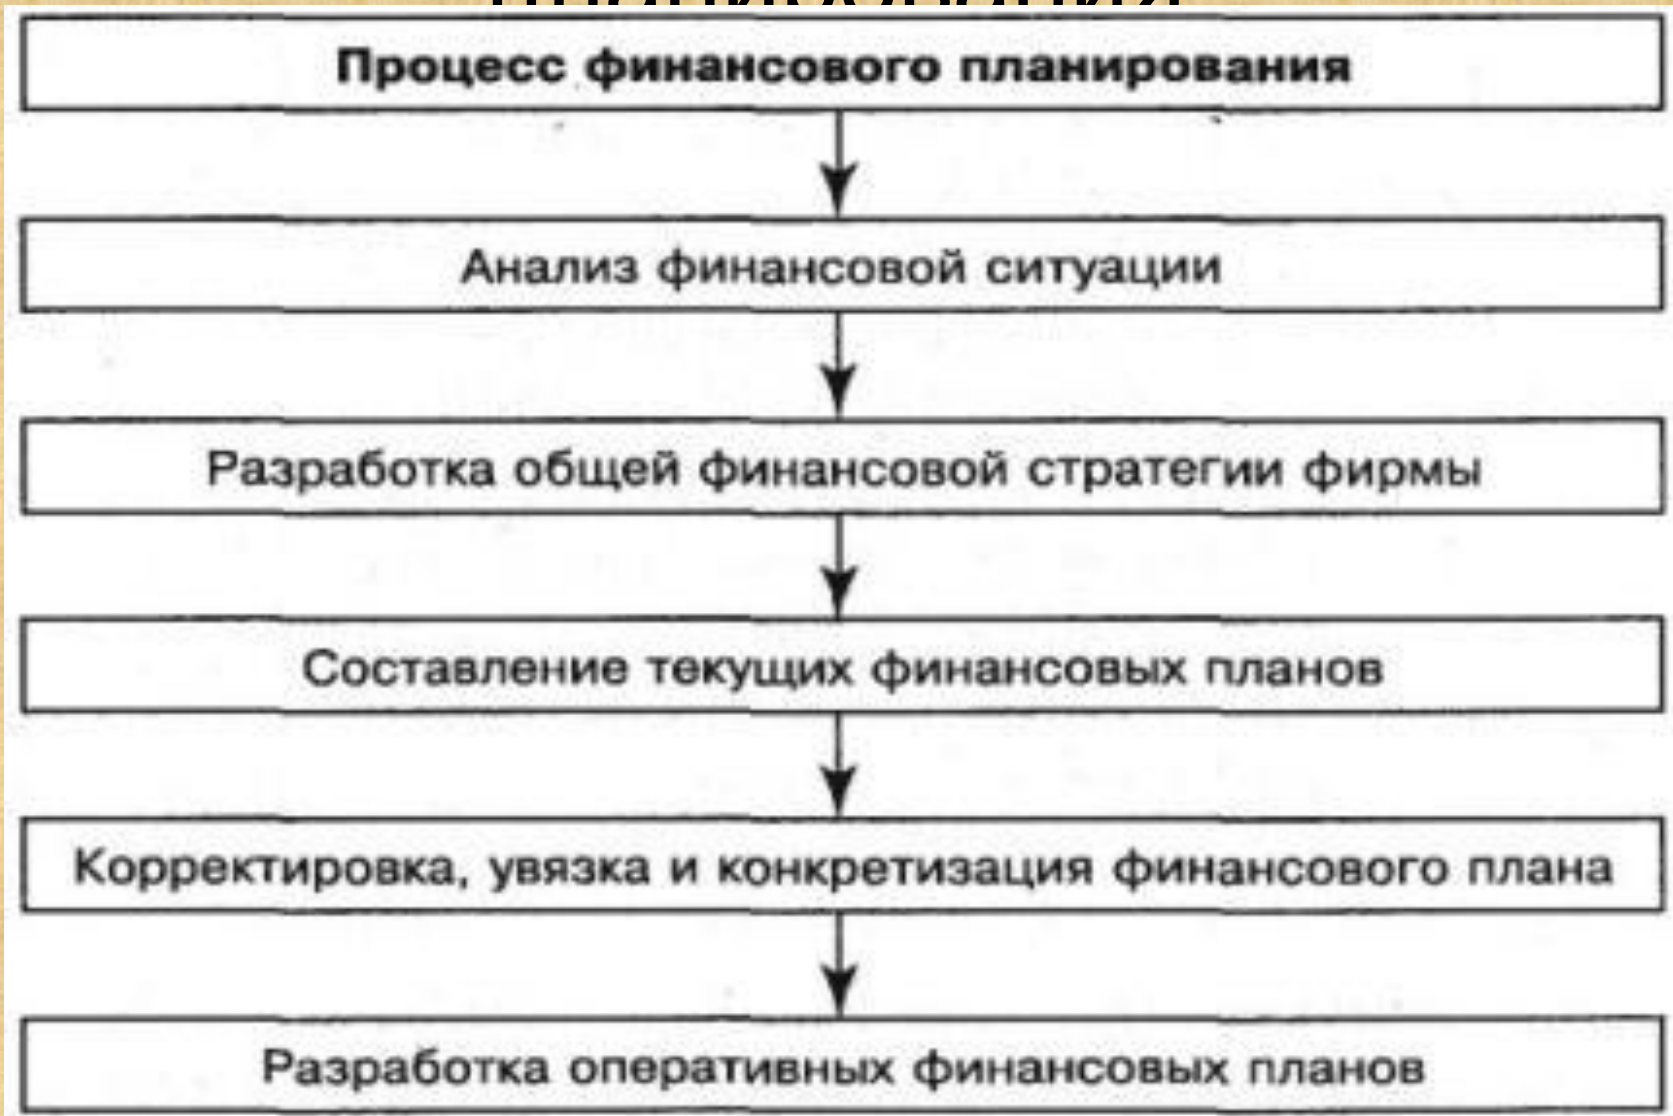 Процесс финансового планирования
Анализ финансовой ситуации
Разработка общей финансовой стратегии фирмы
Составление текущих финансовых планов
Корректировка, увязка и конкретизация финансового плана
Разработка оперативных финансовых планов